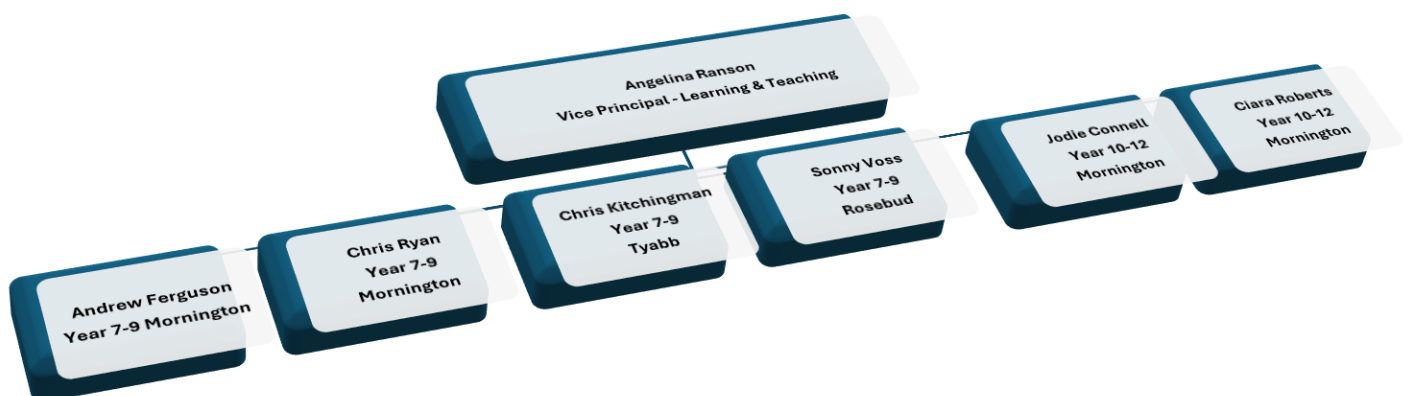 Angelina Ranson
Vice Principal - Learning & Teaching
Andrew Ferguson
Year 7-9 Mornington
Chris Ryan
Year 7-9
Mornington
Chris Kitchingman
Year 7-9
Tyabb
Sonny Voss
Year 7-9
Rosebud
Jodie Connell
Year 10-12
Mornington
Ciara Roberts
Year 10-12
Mornington